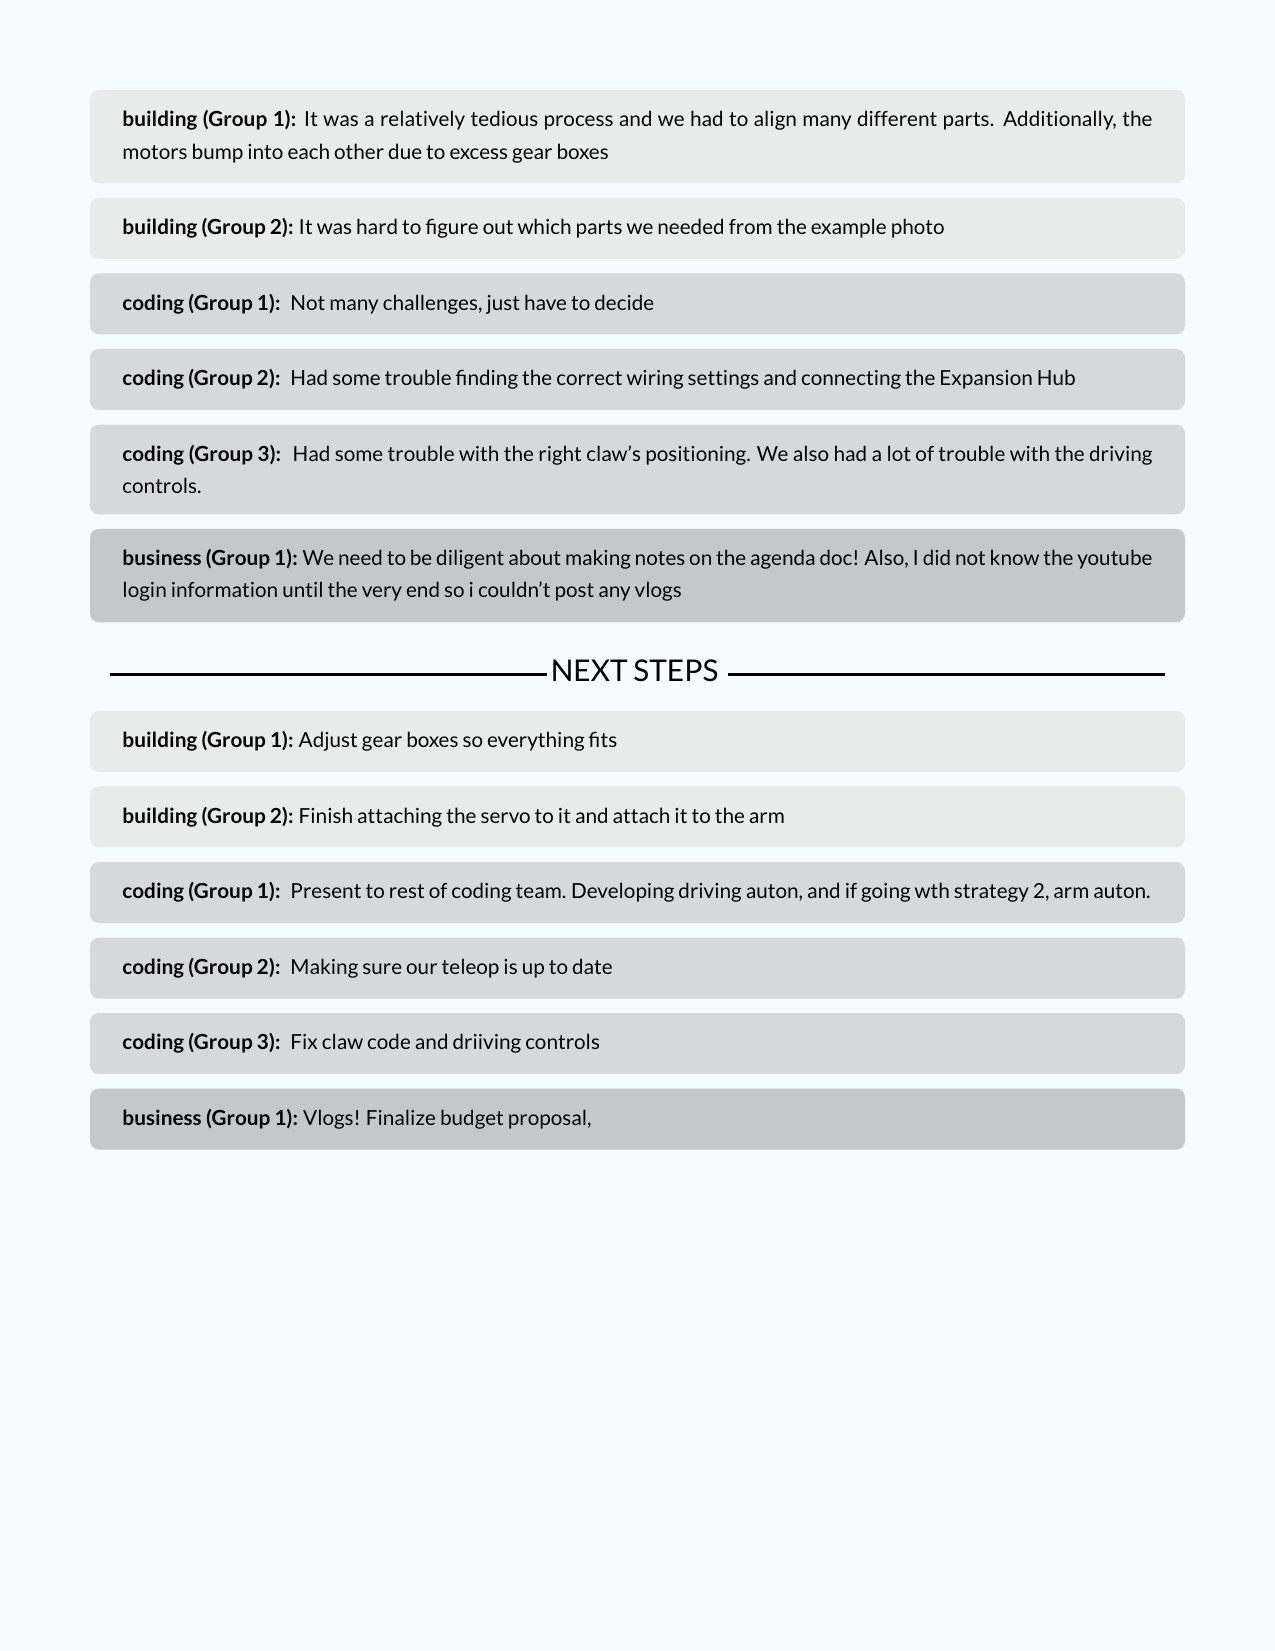 building (Group 1): It was a relatively tedious process and we had to align many different parts. Additionally, the
motors bump into each other due to excess gear boxes
building (Group 2): It was hard to figure out which parts we needed from the example photo
coding (Group 1): Not many challenges, just have to decide
coding (Group 2): Had some trouble finding the correct wiring settings and connecting the Expansion Hub
coding (Group 3): Had some trouble with the right claw’s positioning. We also had a lot of trouble with the driving
controls.
business (Group 1): We need to be diligent about making notes on the agenda doc! Also, I did not know the youtube
login information until the very end so i couldn’t post any vlogs
NEXT STEPS
building (Group 1): Adjust gear boxes so everything fits
building (Group 2): Finish attaching the servo to it and attach it to the arm
coding (Group 1): Present to rest of coding team. Developing driving auton, and if going wth strategy 2, arm auton.
coding (Group 2): Making sure our teleop is up to date
coding (Group 3): Fix claw code and driiving controls
business (Group 1): Vlogs! Finalize budget proposal,